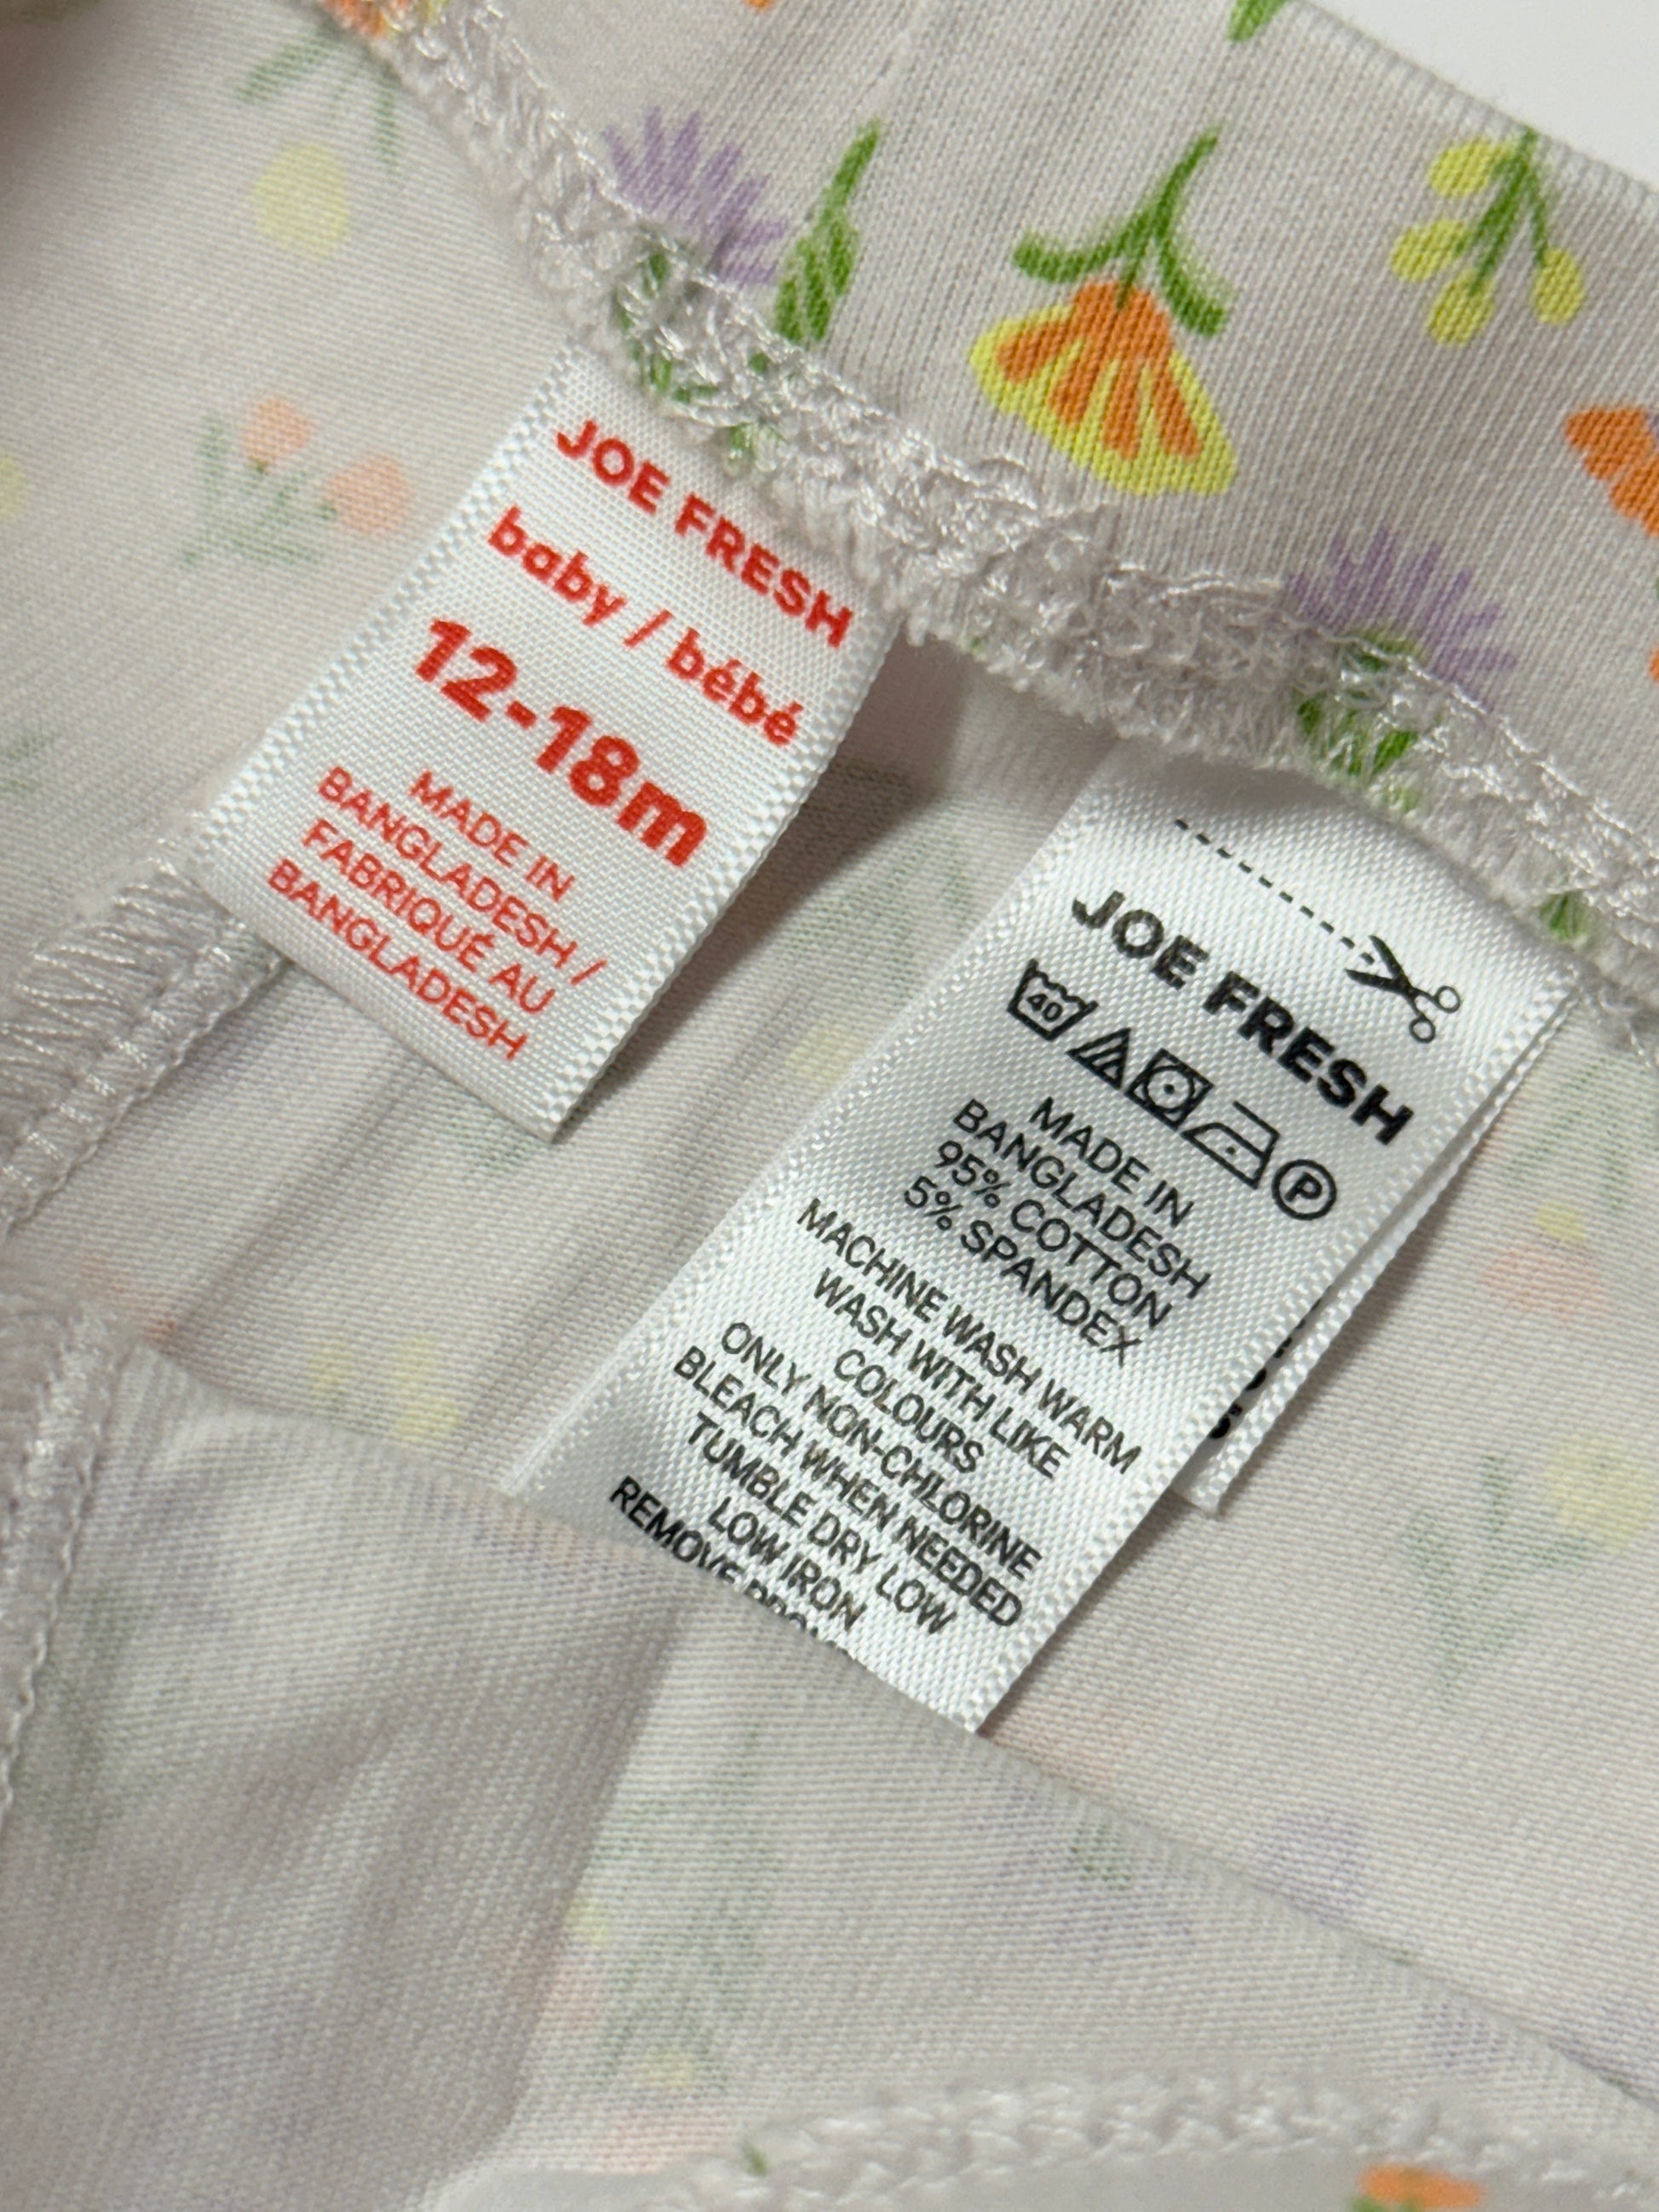 JOE FRESH
baby / bébé
12-18m
MADE IN
BANGLADESH /
FABRIQUÉ AU
BANGLADESH
JOE FRESH
40
P
MADE IN
BANGLADESH
95% COTTON
5% SPANDEX
MACHINE WASH WARM
WASH WITH LIKE
COLOURS
ONLY NON-CHLORINE
BLEACH WHEN NEEDED
TUMBLE DRY LOW
LOW IRON
REMOVE